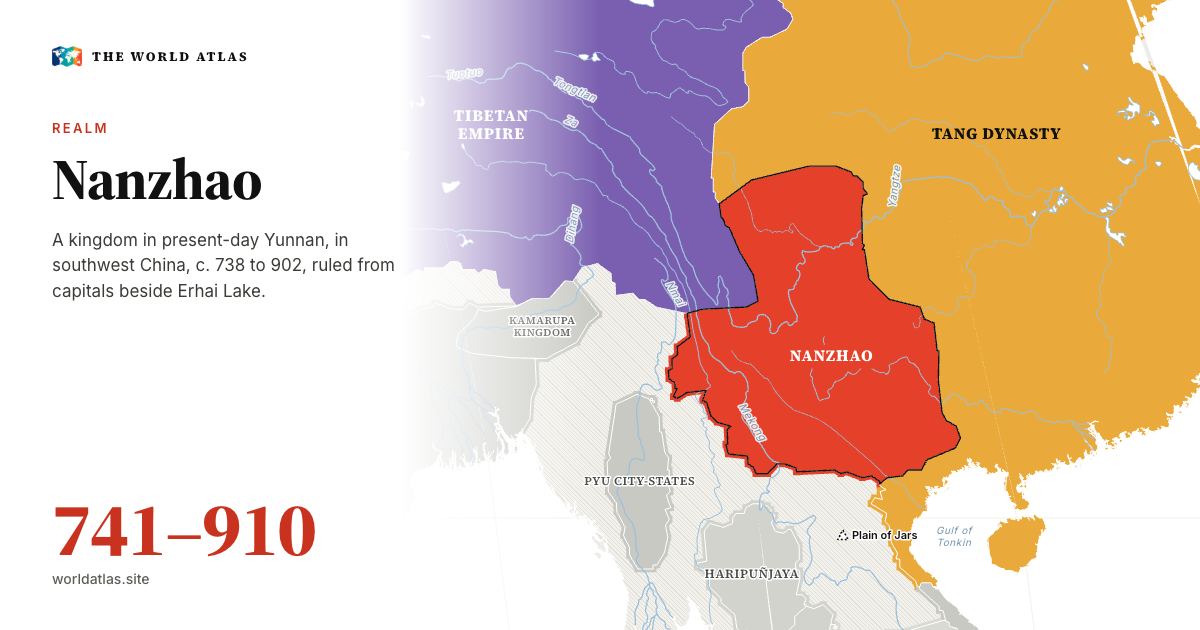 THE WORLD ATLAS
REALM
Nanzhao
A kingdom in present-day Yunnan, in
southwest China, c. 738 to 902, ruled from
capitals beside Erhai Lake.
741–910
worldatlas.site
Tuotuo
Tongtian
Za
TIBETAN
EMPIRE
TANG DYNASTY
Yangtze
Dihang
Nmai
KAMARUPA
KINGDOM
NANZHAO
Mekong
PYU CITY-STATES
Plain of Jars
Gulf of
Tonkin
HARIPUÑJAYA